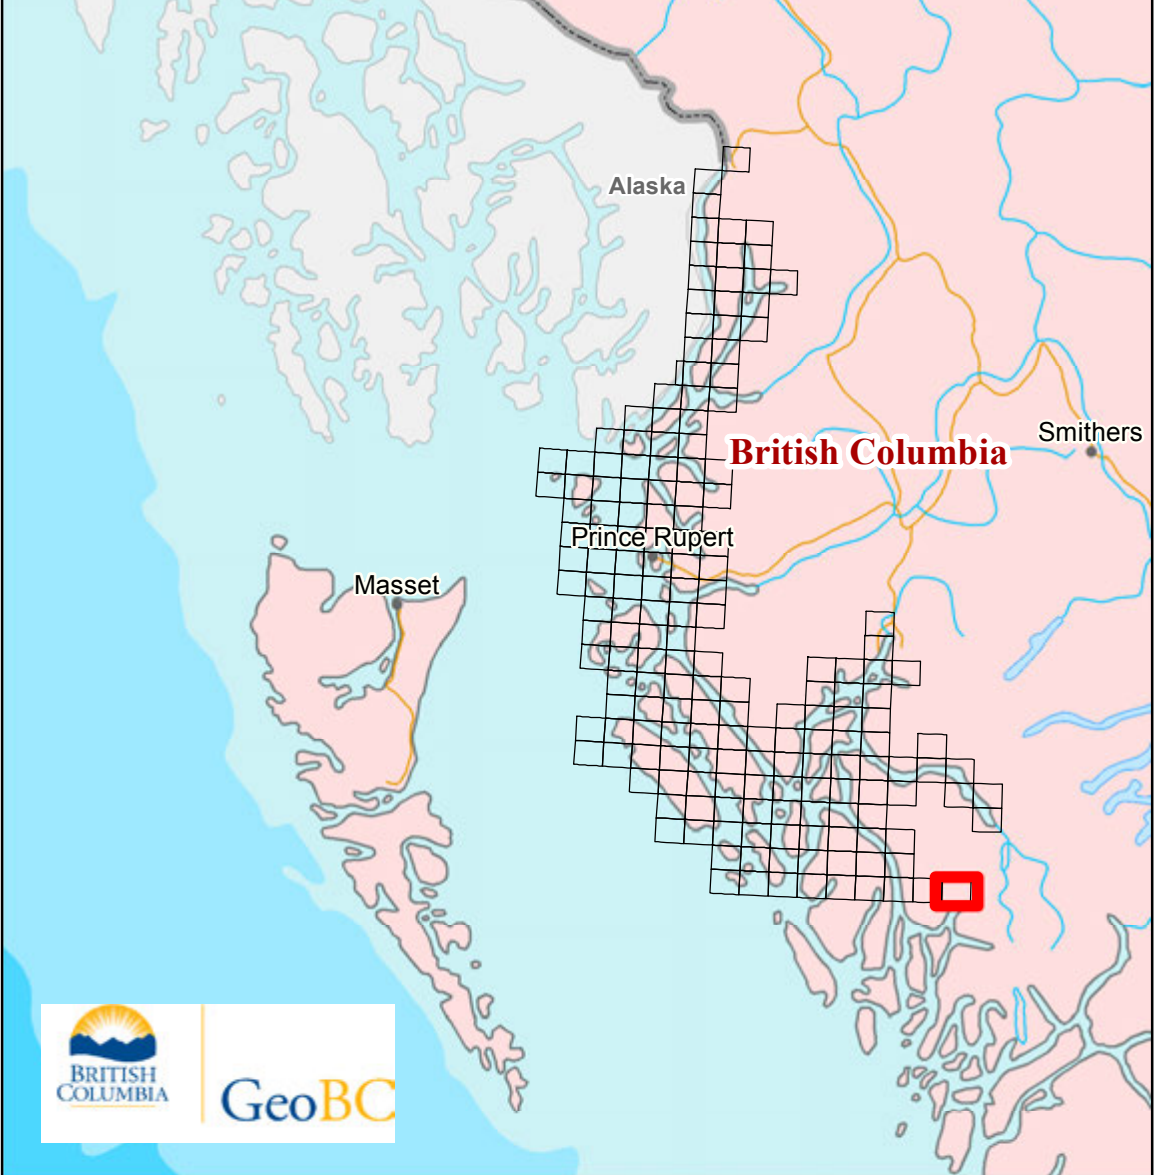 Alaska
British Columbia
Smithers
Prince Rupert
Masset
BRITISH
COLUMBIA
GeoBC